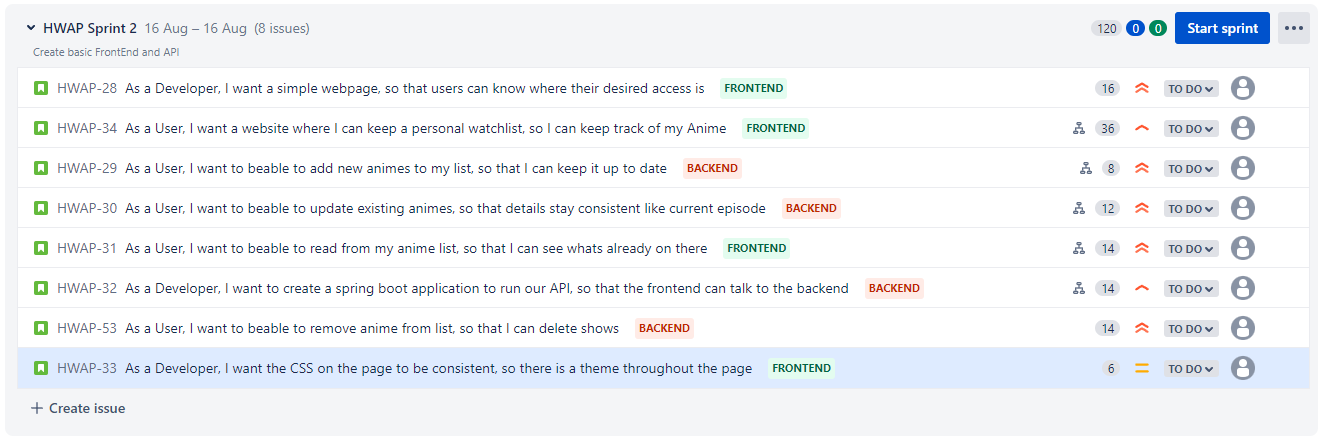 HWAP Sprint 2 16 Aug – 16 Aug (8 issues) 120 0 0 Start sprint
Create basic FrontEnd and API
HWAP-28 As a Developer, I want a simple webpage, so that users can know where their desired access is FRONTEND 16 TO DO
HWAP-34 As a User, I want a website where I can keep a personal watchlist, so I can keep track of my Anime FRONTEND 36 TO DO
HWAP-29 As a User, I want to beable to add new animes to my list, so that I can keep it up to date BACKEND 8 TO DO
HWAP-30 As a User, I want to beable to update existing animes, so that details stay consistent like current episode BACKEND 12 TO DO
HWAP-31 As a User, I want to beable to read from my anime list, so that I can see whats already on there FRONTEND 14 TO DO
HWAP-32 As a Developer, I want to create a spring boot application to run our API, so that the frontend can talk to the backend BACKEND 14 TO DO
HWAP-53 As a User, I want to beable to remove anime from list, so that I can delete shows BACKEND 14 TO DO
HWAP-33 As a Developer, I want the CSS on the page to be consistent, so there is a theme throughout the page FRONTEND 6 TO DO
+ Create issue